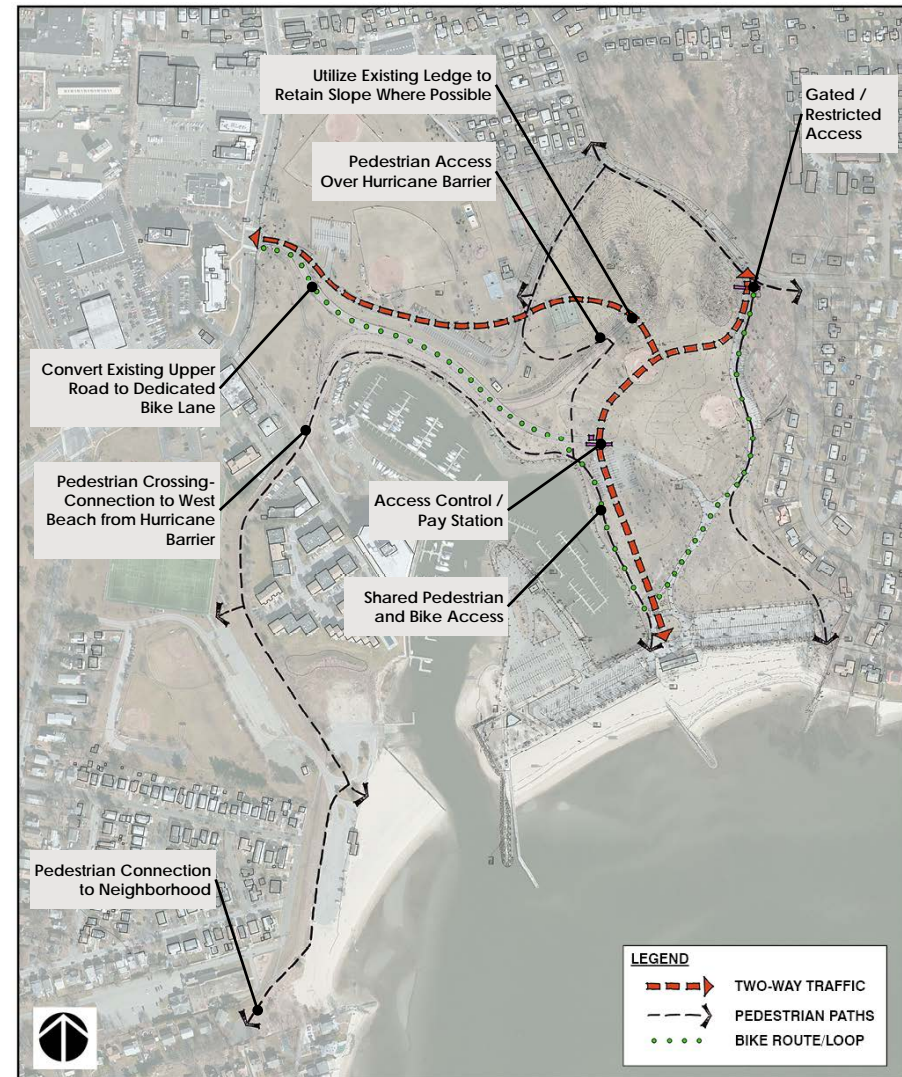 Utilize Existing Ledge to
Retain Slope Where Possible
Gated /
Restricted
Access
Pedestrian Access
Over Hurricane Barrier
Convert Existing Upper
Road to Dedicated
Bike Lane
Pedestrian Crossing-
Connection to West
Beach from Hurricane
Barrier
Access Control /
Pay Station
Shared Pedestrian
and Bike Access
Pedestrian Connection
to Neighborhood
LEGEND
TWO-WAY TRAFFIC
PEDESTRIAN PATHS
BIKE ROUTE/LOOP